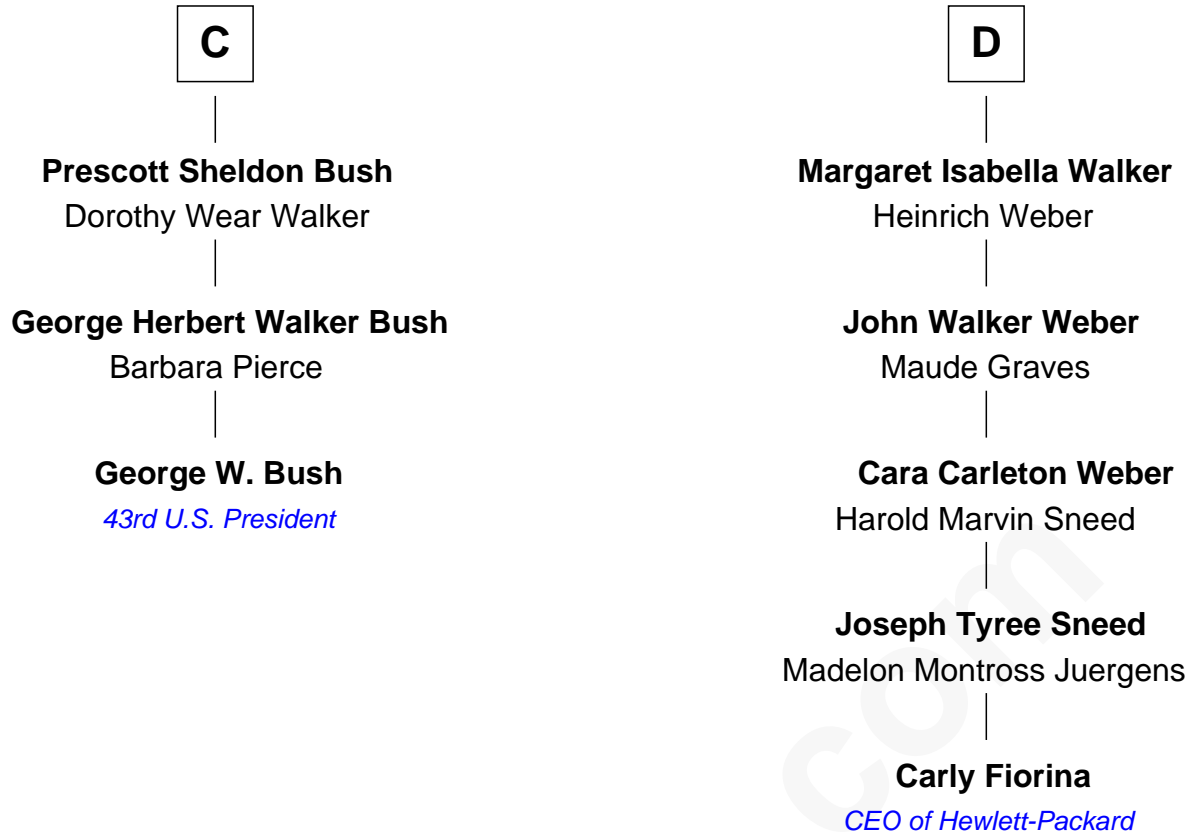 C
Prescott Sheldon Bush
Dorothy Wear Walker
George Herbert Walker Bush
Barbara Pierce
George W. Bush
43rd U.S. President
D
Margaret Isabella Walker
Heinrich Weber
John Walker Weber
Maude Graves
Cara Carleton Weber
Harold Marvin Sneed
Joseph Tyree Sneed
Madelon Montross Juergens
Carly Fiorina
CEO of Hewlett-Packard
com